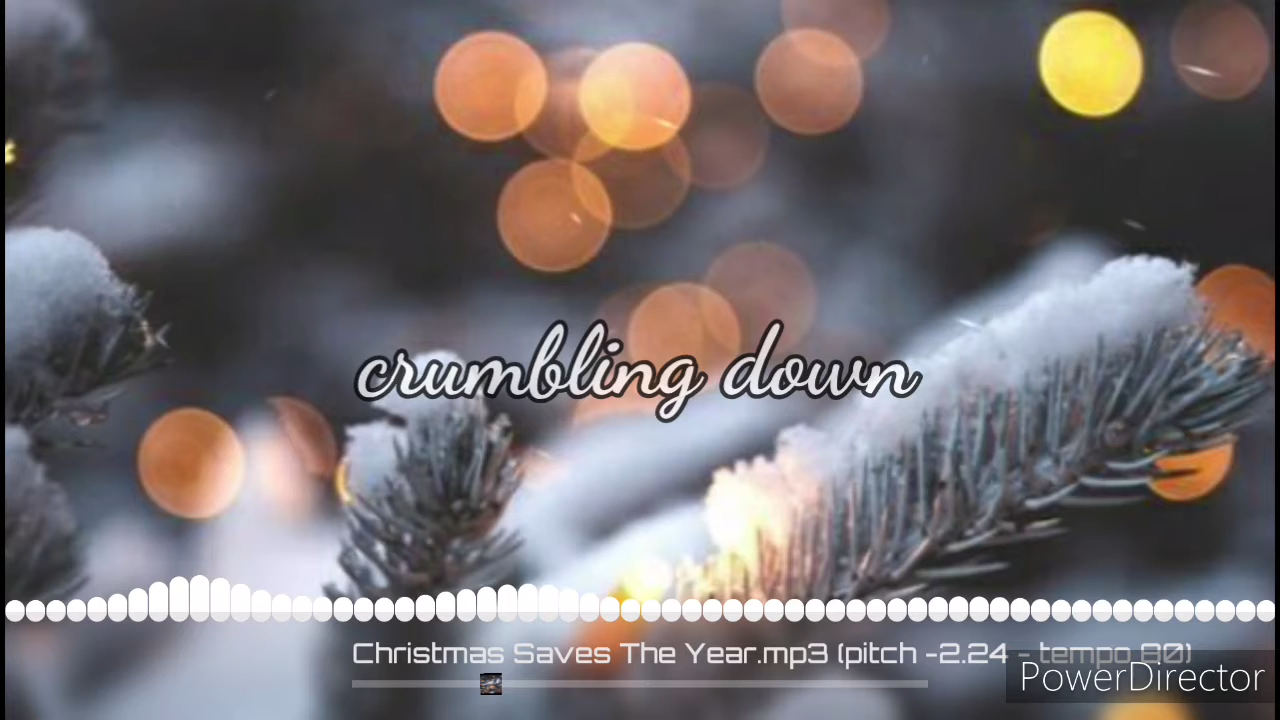 crumbling down
Christmas Saves The Year.mp3 (pitch -2.24 - tempo 80)
PowerDirector